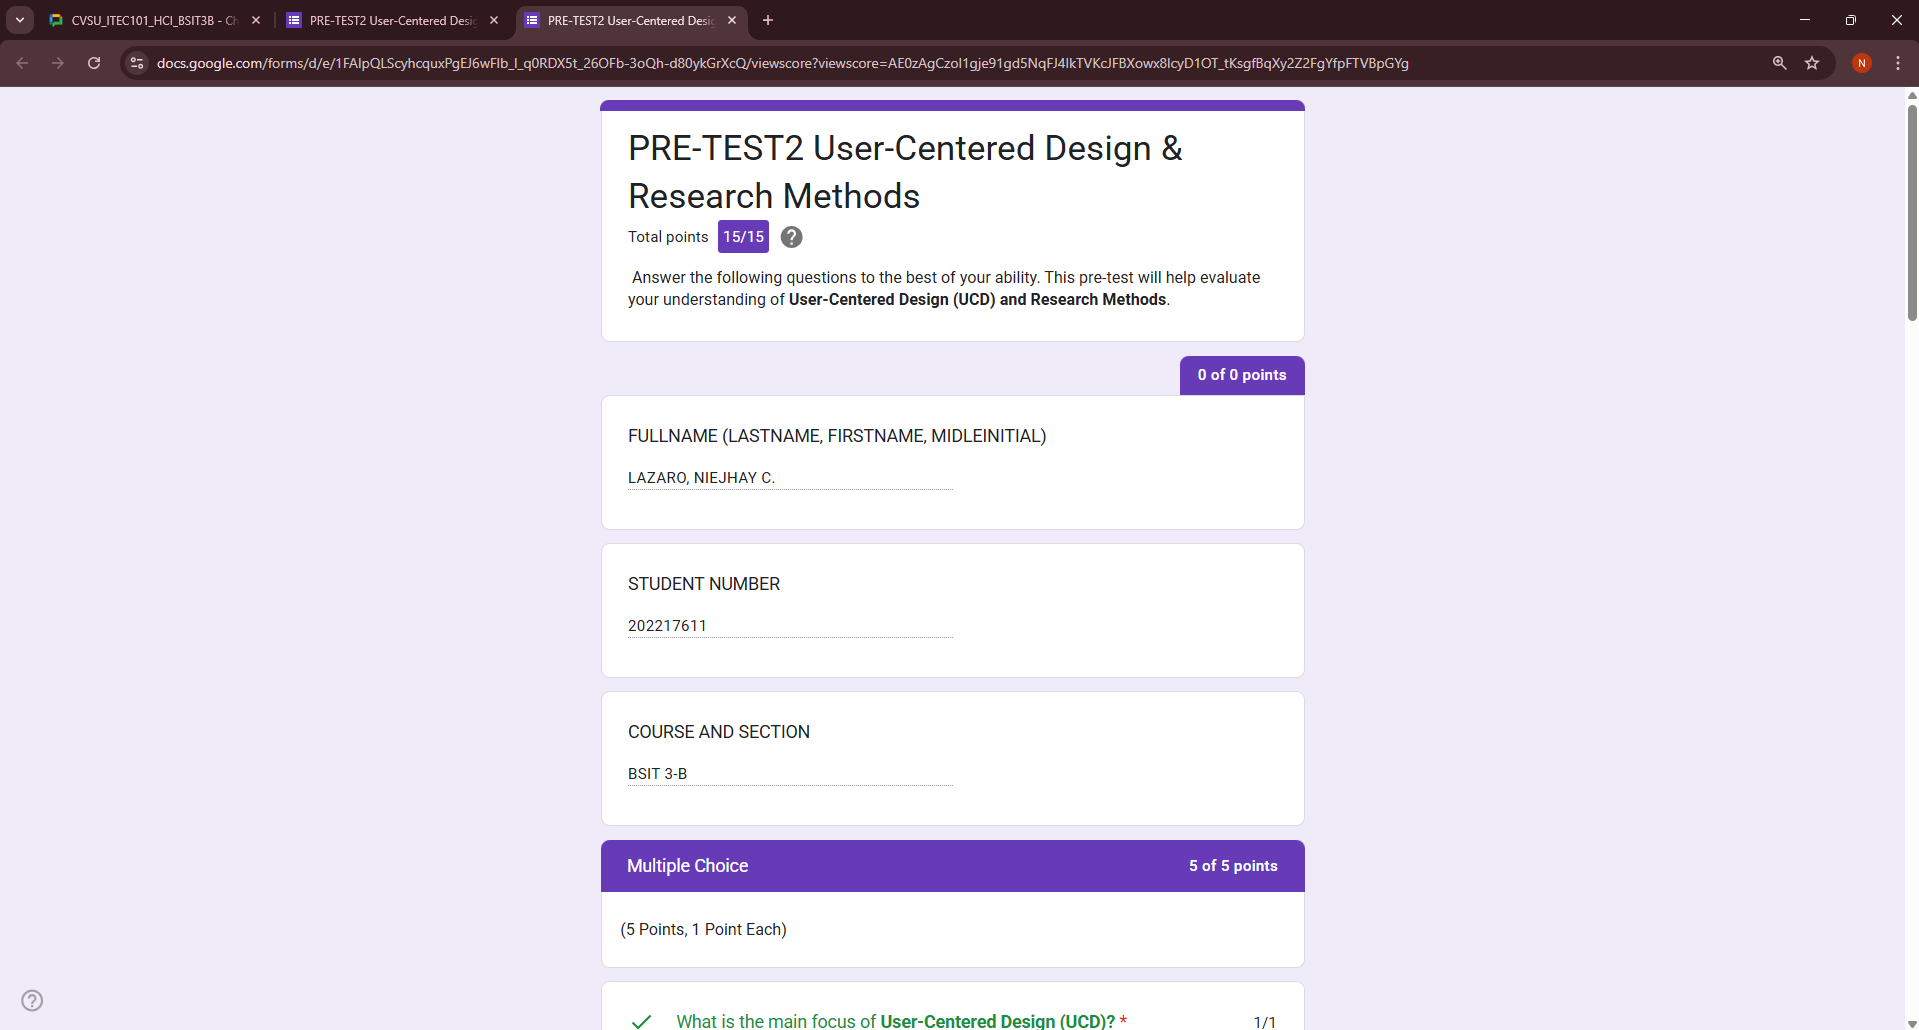 CVSU_ITEC101_HCI_BSIT3B - Ch
PRE-TEST2 User-Centered Desig
PRE-TEST2 User-Centered Desig
docs.google.com/forms/d/e/1FAIpQLScyhcquxPgEJ6wFIb_I_q0RDX5t_26OFb-3oQh-d80ykGrXcQ/viewscore?viewscore=AE0zAgCzoI1gje91gd5NqFJ4IkTVKcJFBXowx8IcyD1OT_tKsgfBqXy2Z2FgYfpFTVBpGYg
N
PRE-TEST2 User-Centered Design &
Research Methods
Total points 15/15
Answer the following questions to the best of your ability. This pre-test will help evaluate
your understanding of User-Centered Design (UCD) and Research Methods.
0 of 0 points
FULLNAME (LASTNAME, FIRSTNAME, MIDLEINITIAL)
LAZARO, NIEJHAY C.
STUDENT NUMBER
202217611
COURSE AND SECTION
BSIT 3-B
Multiple Choice 5 of 5 points
(5 Points, 1 Point Each)
What is the main focus of User-Centered Design (UCD)? * 1/1